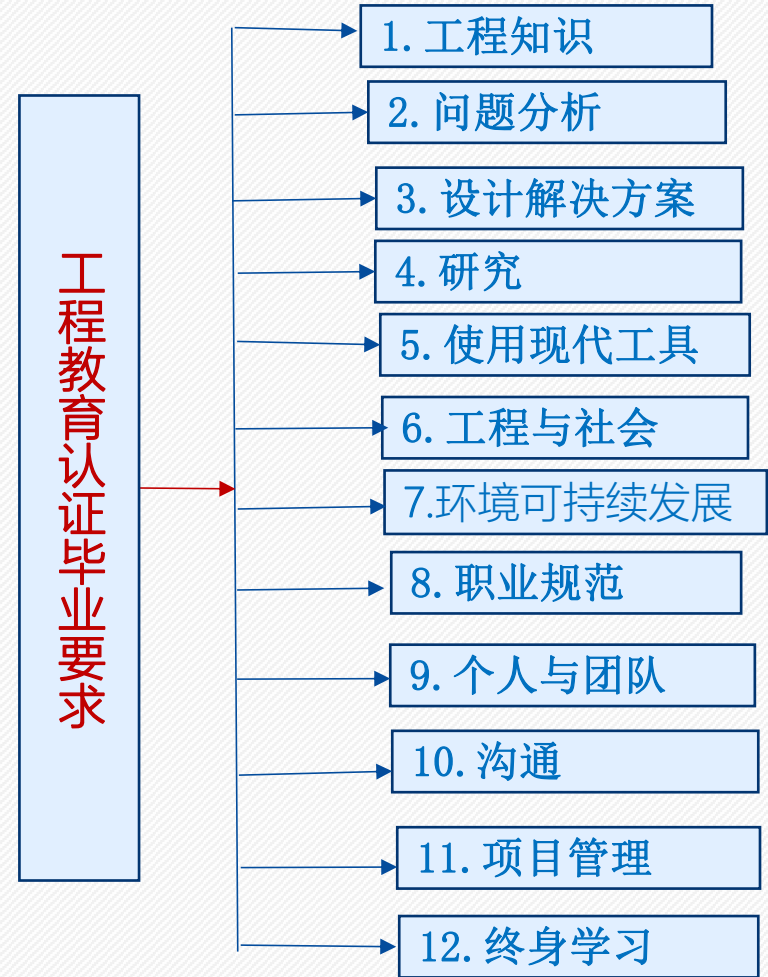 工程教育认证毕业要求
1.工程知识
2.问题分析
3.设计解决方案
4.研究
5.使用现代工具
6.工程与社会
7.环境可持续发展
8.职业规范
9.个人与团队
10.沟通
11.项目管理
12.终身学习